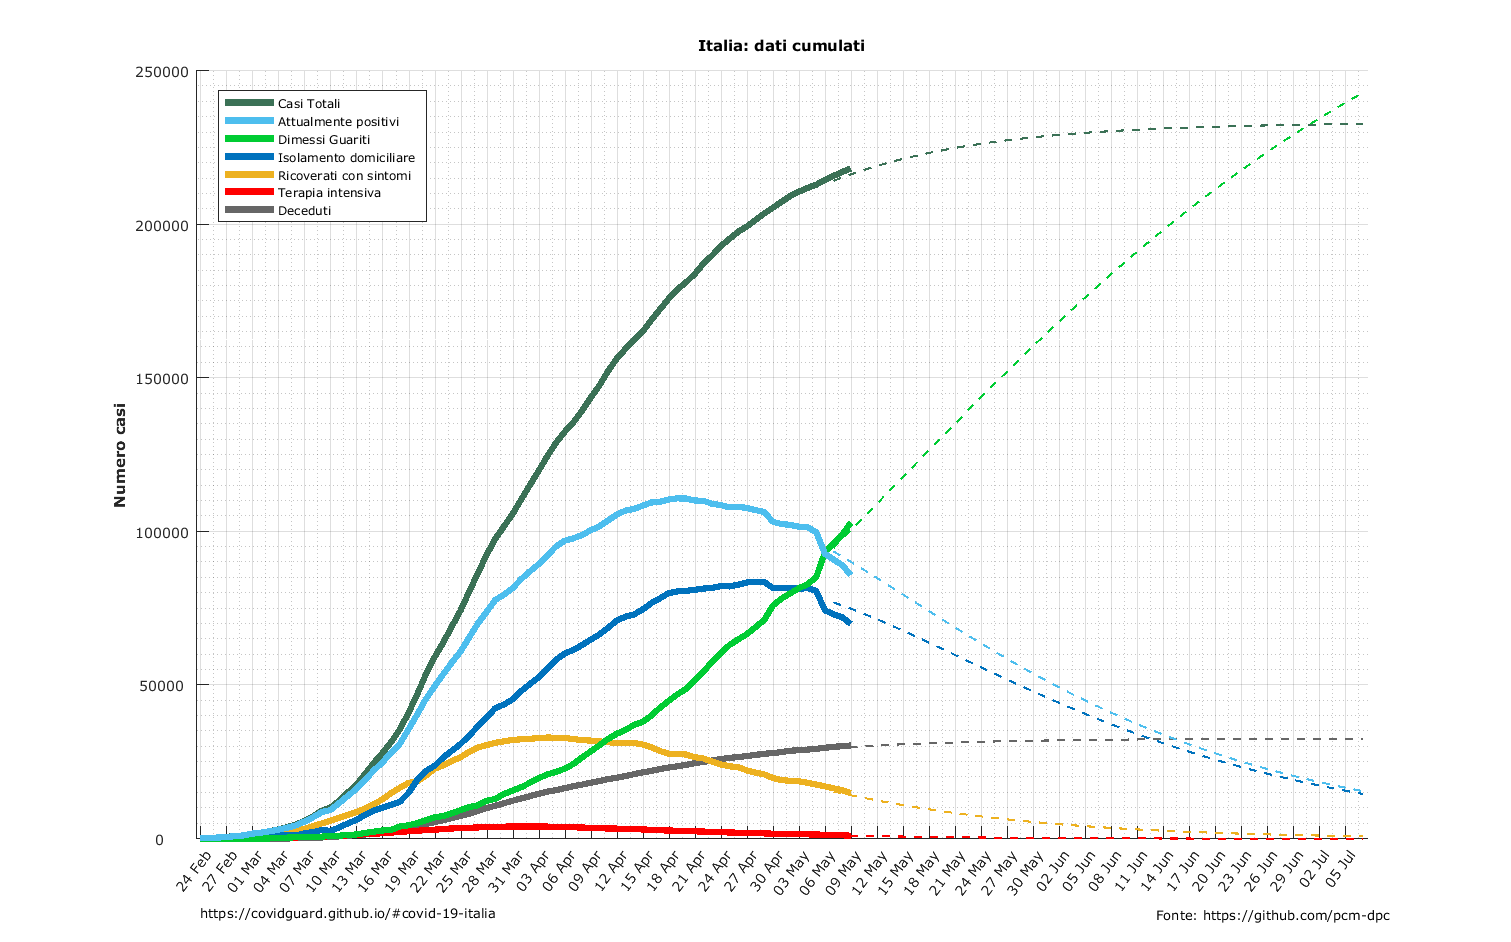 Italia: dati cumulati
250000
200000
150000
100000
50000
0
Numero casi
Casi Totali
Attualmente positivi
Dimessi Guariti
Isolamento domiciliare
Ricoverati con sintomi
Terapia intensiva
Deceduti
24 Feb
27 Feb
01 Mar
04 Mar
07 Mar
10 Mar
13 Mar
16 Mar
19 Mar
22 Mar
25 Mar
28 Mar
31 Mar
03 Apr
06 Apr
09 Apr
12 Apr
15 Apr
18 Apr
21 Apr
24 Apr
27 Apr
30 Apr
03 May
06 May
09 May
12 May
15 May
18 May
21 May
24 May
27 May
30 May
02 Jun
05 Jun
08 Jun
11 Jun
14 Jun
17 Jun
20 Jun
23 Jun
26 Jun
29 Jun
02 Jul
05 Jul
https://covidguard.github.io/#covid-19-italia
Fonte: https://github.com/pcm-dpc